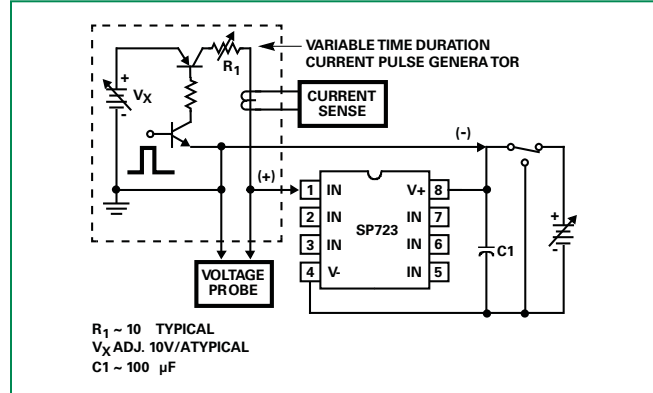 VARIABLE TIME DURATION
CURRENT PULSE GENERATOR
R1
+
VX
-
CURRENT
SENSE
(-)
(+)
1 IN V+ 8
2 IN IN 7
SP723
3 IN IN 6
4 V- IN 5
C1
+
-
VOLTAGE
PROBE
R1 ~ 10 TYPICAL
VX ADJ. 10V/ATYPICAL
C1 ~ 100 µF